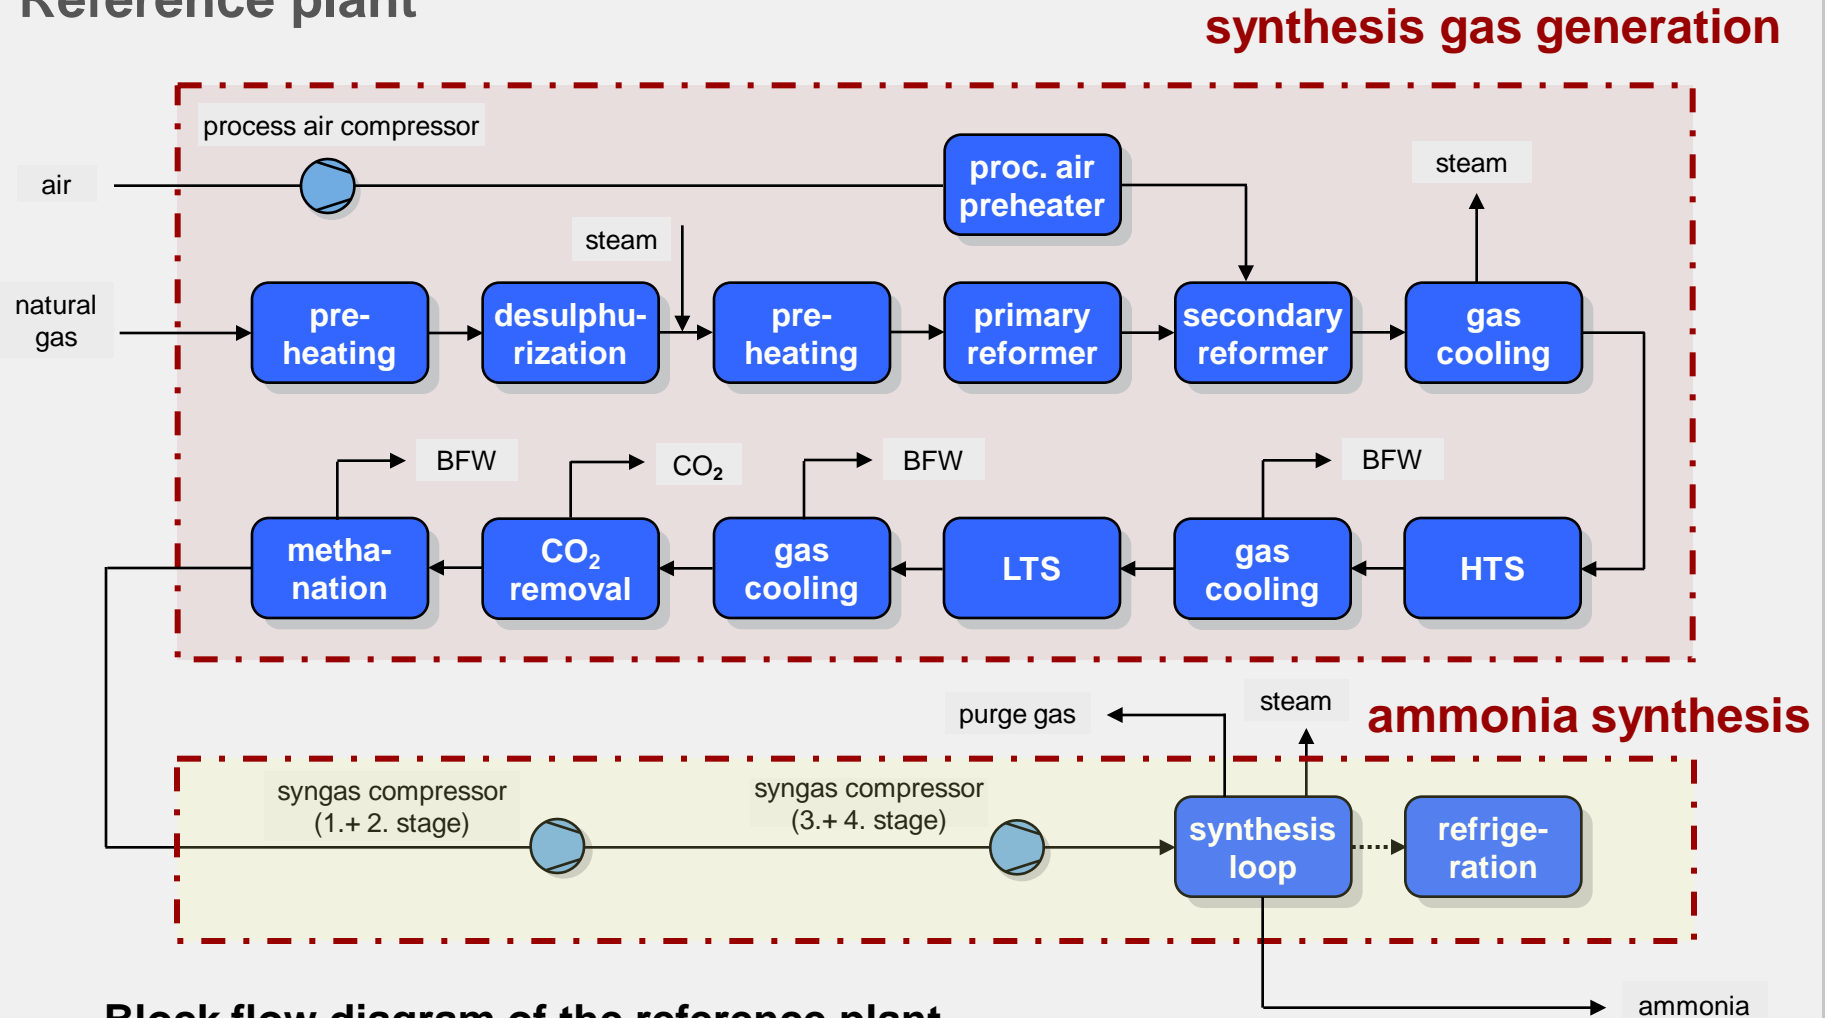 Reference plant
synthesis gas generation
process air compressor
air
proc. air
preheater
steam
steam
natural
gas
pre-
heating
desulphu-
rization
pre-
heating
primary
reformer
secondary
reformer
gas
cooling
BFW
CO₂
BFW
BFW
metha-
nation
CO₂
removal
gas
cooling
LTS
gas
cooling
HTS
purge gas
steam
ammonia synthesis
syngas compressor
(1.+ 2. stage)
syngas compressor
(3.+ 4. stage)
synthesis
loop
refrige-
ration
Block flow diagram of the reference plant
ammonia